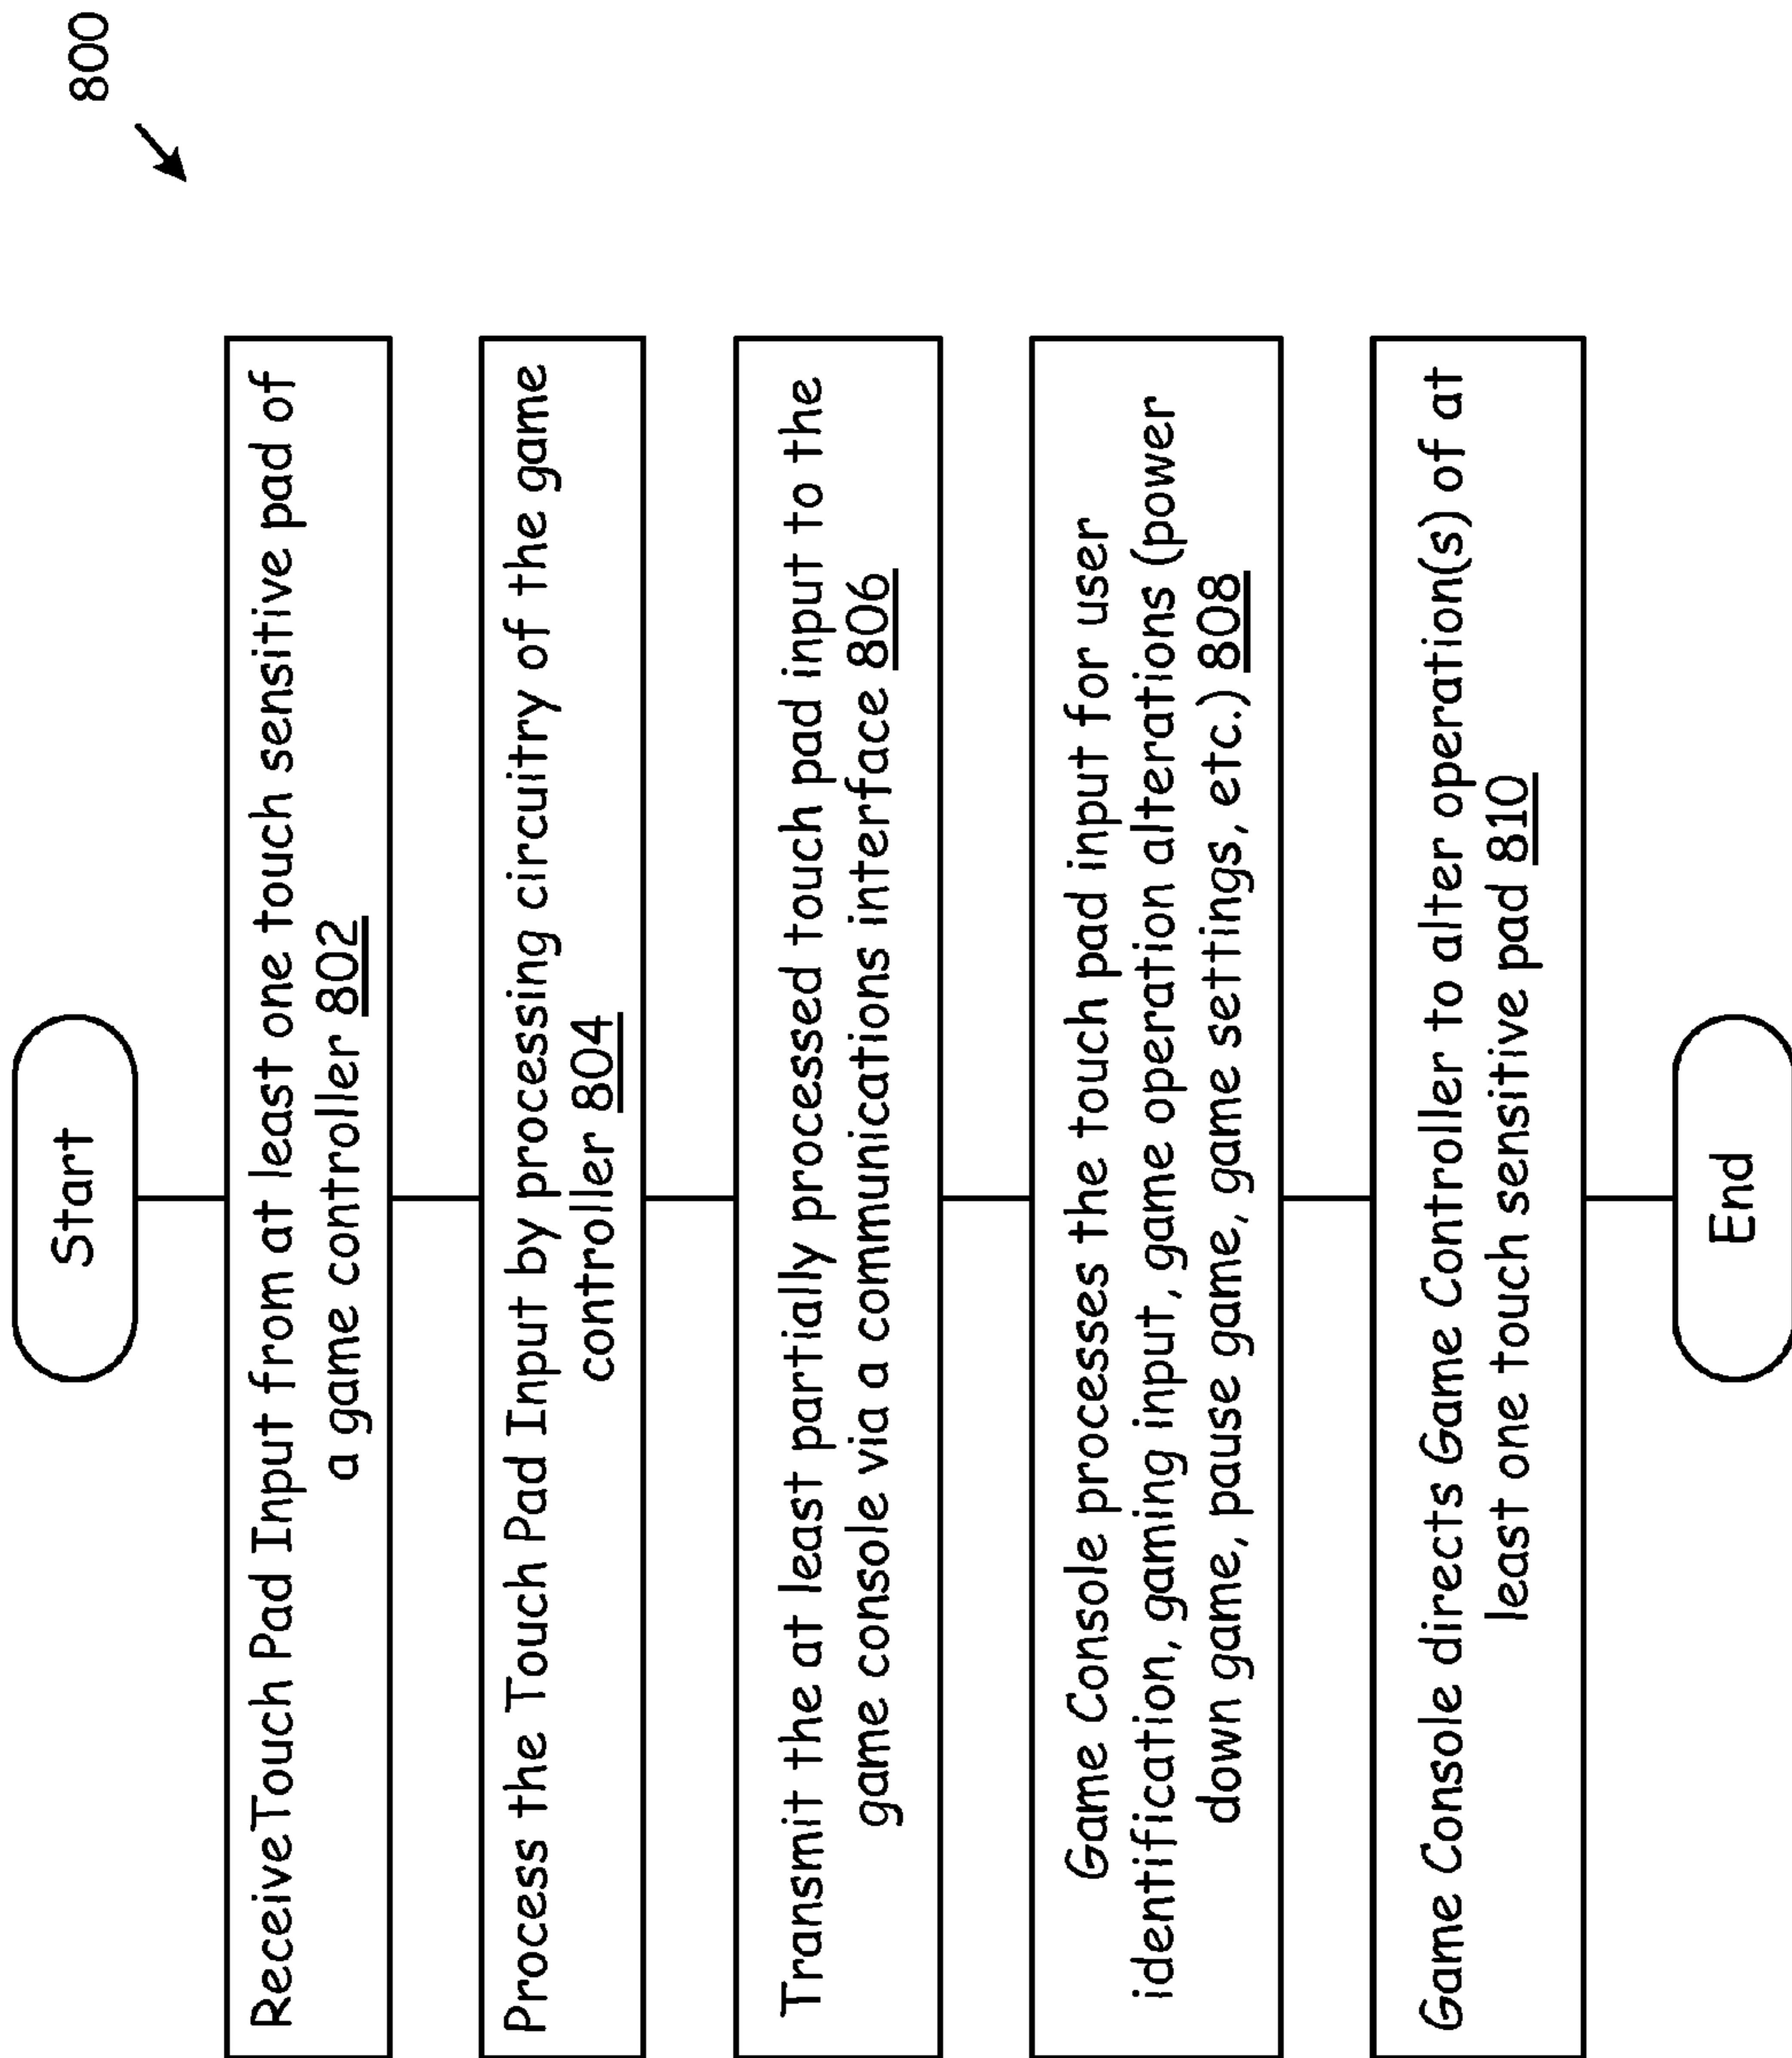 800
Start
ReceiveTouch Pad Input from at least one touch sensitive pad of
a game controller 802
Process the Touch Pad Input by processing circuitry of the game
controller 804
Transmit the at least partially processed touch pad input to the
game console via a communications interface 806
Game Console processes the touch pad input for user
identification, gaming input, game operation alterations (power
down game, pause game, game settings, etc.) 808
Game Console directs Game Controller to alter operation(s) of at
least one touch sensitive pad 810
End